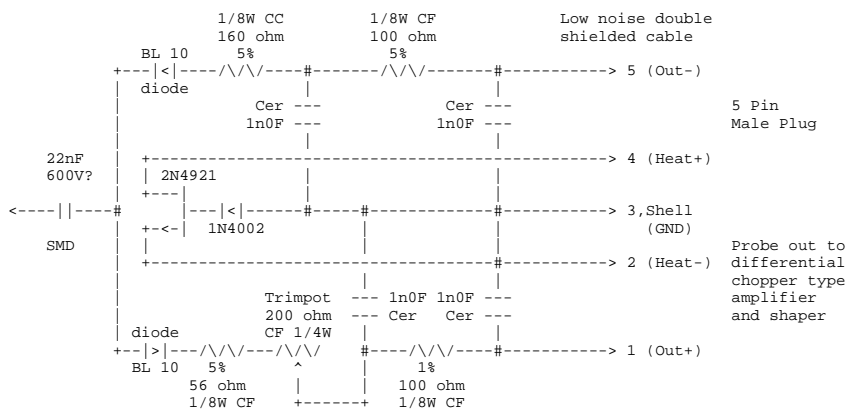 1/8W CC 1/8W CF Low noise double
160 ohm 100 ohm shielded cable
BL 10 5% 5%
+---|<|----/\/\/----#-------/\/\/-------#-----------> 5 (Out-)
| diode | |
| Cer --- Cer --- 5 Pin
| 1n0F --- 1n0F --- Male Plug
| | |
22nF | +-------------------------------------------> 4 (Heat+)
600V? | | 2N4921 | |
| +---| | |
<----||----# |---|<|------#------#----------------#-----------> 3,Shell
| +-<-| 1N4002 | | (GND)
SMD | | | | Probe out to
| +---------------------------------#-----------> 2 (Heat-) differential
| | | chopper type
| Trimpot --- 1n0F 1n0F --- amplifier
| 200 ohm --- Cer Cer --- and shaper
| diode CF 1/4W | |
+--|>|---/\/\/---/\/\/ #----/\/\/----#-----------> 1 (Out+)
BL 10 5% ^ | 1%
56 ohm | | 100 ohm
1/8W CF +------+ 1/8W CF